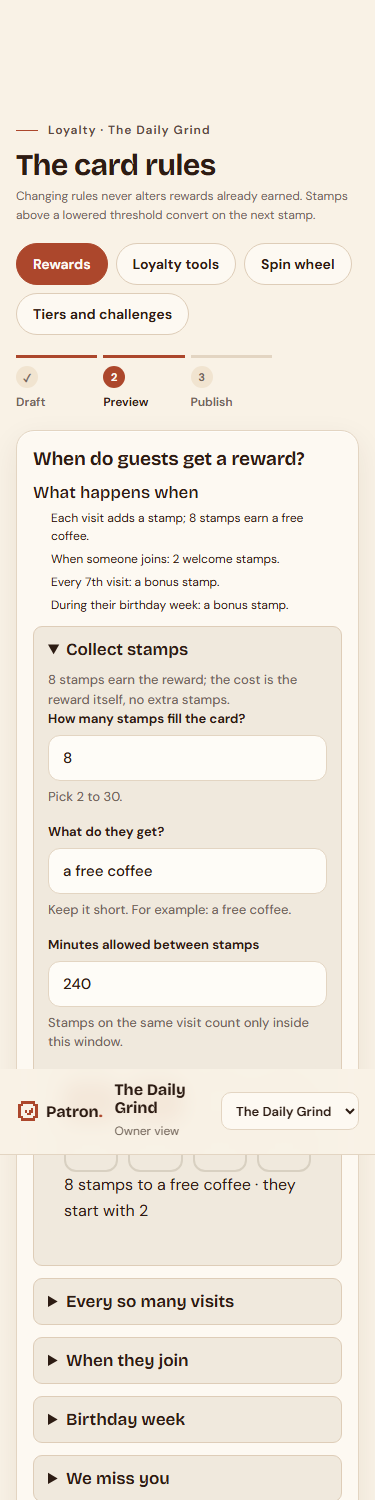 Loyalty · The Daily Grind
The card rules
Changing rules never alters rewards already earned. Stamps
above a lowered threshold convert on the next stamp.
Rewards
Loyalty tools
Spin wheel
Tiers and challenges
✓
2
3
Draft
Preview
Publish
When do guests get a reward?
What happens when
Each visit adds a stamp; 8 stamps earn a free
coffee.
When someone joins: 2 welcome stamps.
Every 7th visit: a bonus stamp.
During their birthday week: a bonus stamp.
▼ Collect stamps
8 stamps earn the reward; the cost is the
reward itself, no extra stamps.
How many stamps fill the card?
8
Pick 2 to 30.
What do they get?
a free coffee
Keep it short. For example: a free coffee.
Minutes allowed between stamps
240
Stamps on the same visit count only inside
this window.
Patron.
The Daily
Grind
Owner view
The Daily Grind
8 stamps to a free coffee · they
start with 2
▶ Every so many visits
▶ When they join
▶ Birthday week
▶ We miss you